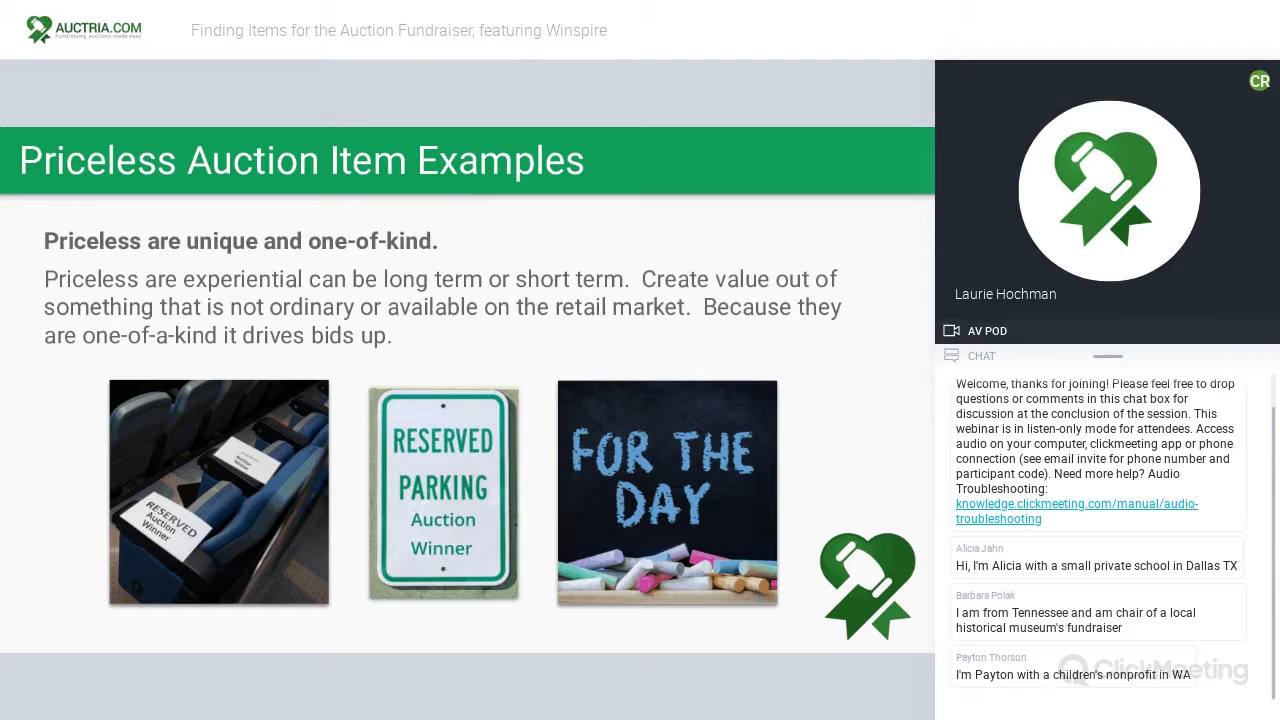 AUCTRIA.COM
Fundraising auctions made easy
Finding Items for the Auction Fundraiser, featuring Winspire
Priceless Auction Item Examples
Priceless are unique and one-of-kind.
Priceless are experiential can be long term or short term.  Create value out of
something that is not ordinary or available on the retail market.  Because they
are one-of-a-kind it drives bids up.
Auction
Winner
RESERVED
Auction
Winner
RESERVED
PARKING
Auction
Winner
FOR THE
DAY
CR
Laurie Hochman
AV POD
CHAT
Welcome, thanks for joining! Please feel free to drop
questions or comments in this chat box for
discussion at the conclusion of the session. This
webinar is in listen-only mode for attendees. Access
audio on your computer, clickmeeting app or phone
connection (see email invite for phone number and
participant code). Need more help? Audio
Troubleshooting:
knowledge.clickmeeting.com/manual/audio-
troubleshooting
Alicia Jahn
Hi, I'm Alicia with a small private school in Dallas TX
Barbara Polak
I am from Tennessee and am chair of a local
historical museum's fundraiser
Payton Thorson
I'm Payton with a children's nonprofit in WA
ClickMeeting